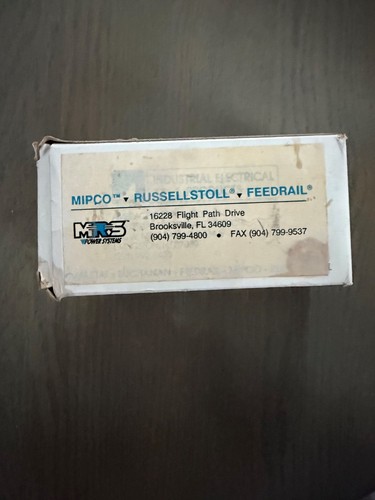 INDUSTRIAL ELECTRICAL
MIPCO™ ▾ RUSSELLSTOLL® ▾ FEEDRAIL®
16228 Flight Path Drive
Brooksville, FL 34609
(904) 799-4800 • FAX (904) 799-9537
MRS
POWER SYSTEMS